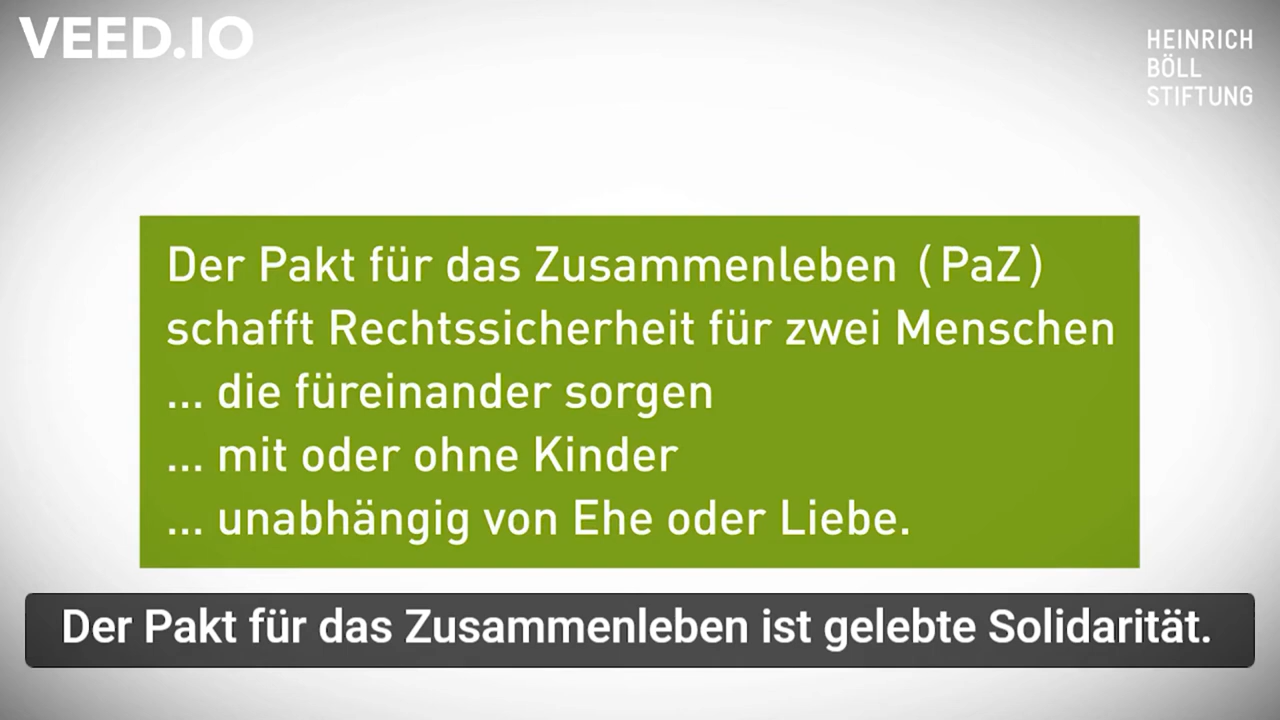 VEED.IO
HEINRICH
BÖLL
STIFTUNG
Der Pakt für das Zusammenleben (PaZ)
schafft Rechtssicherheit für zwei Menschen
... die füreinander sorgen
... mit oder ohne Kinder
... unabhängig von Ehe oder Liebe.
Der Pakt für das Zusammenleben ist gelebte Solidarität.